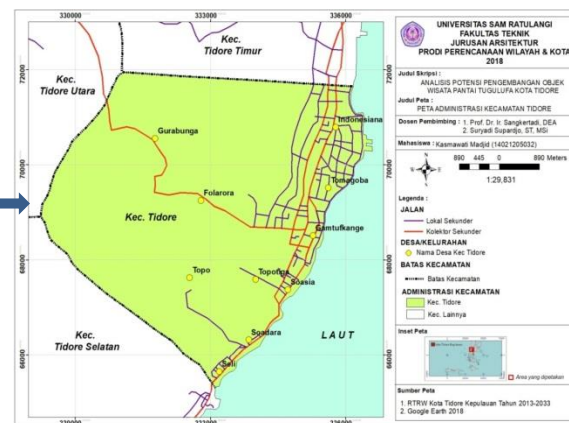 330000 333000 336000
72000
70000
68000
66000
Kec.
Tidore Timur
Kec.
Tidore Utara
Indonesiana
Gurabunga
Tomagoba
Folarora
Kec. Tidore
Gamtufkange
Topo
Topotiga
Soasia
Soadara
LAUT
Kec.
Tidore Selatan
Seli
330000 333000 336000
UNIVERSITAS SAM RATULANGI
FAKULTAS TEKNIK
JURUSAN ARSITEKTUR
PRODI PERENCANAAN WILAYAH & KOTA
2018
Judul Skripsi :
ANALISIS POTENSI PENGEMBANGAN OBJEK
WISATA PANTAI TUGULUFA KOTA TIDORE
Judul Peta :
PETA ADMINISTRASI KECAMATAN TIDORE
Dosen Pembimbing : 1. Prof. Dr. Ir. Sangkertadi, DEA
2. Suryadi Supardjo, ST, MSi
Mahasiswa : Kasmawati Madjid (14021205032)
890 445 0 890 Meters
1:29,831
Legenda :
JALAN
Lokal Sekunder
Kolektor Sekunder
DESA/KELURAHAN
Nama Desa Kec Tidore
BATAS KECAMATAN
Batas Kecamatan
ADMINISTRASI KECAMATAN
Kec. Tidore
Kec. Lainnya
Inset Peta
Area yang dipetakan
Sumber Peta
1. RTRW Kota Tidore Kepulauan Tahun 2013-2033
2. Google Earth 2018